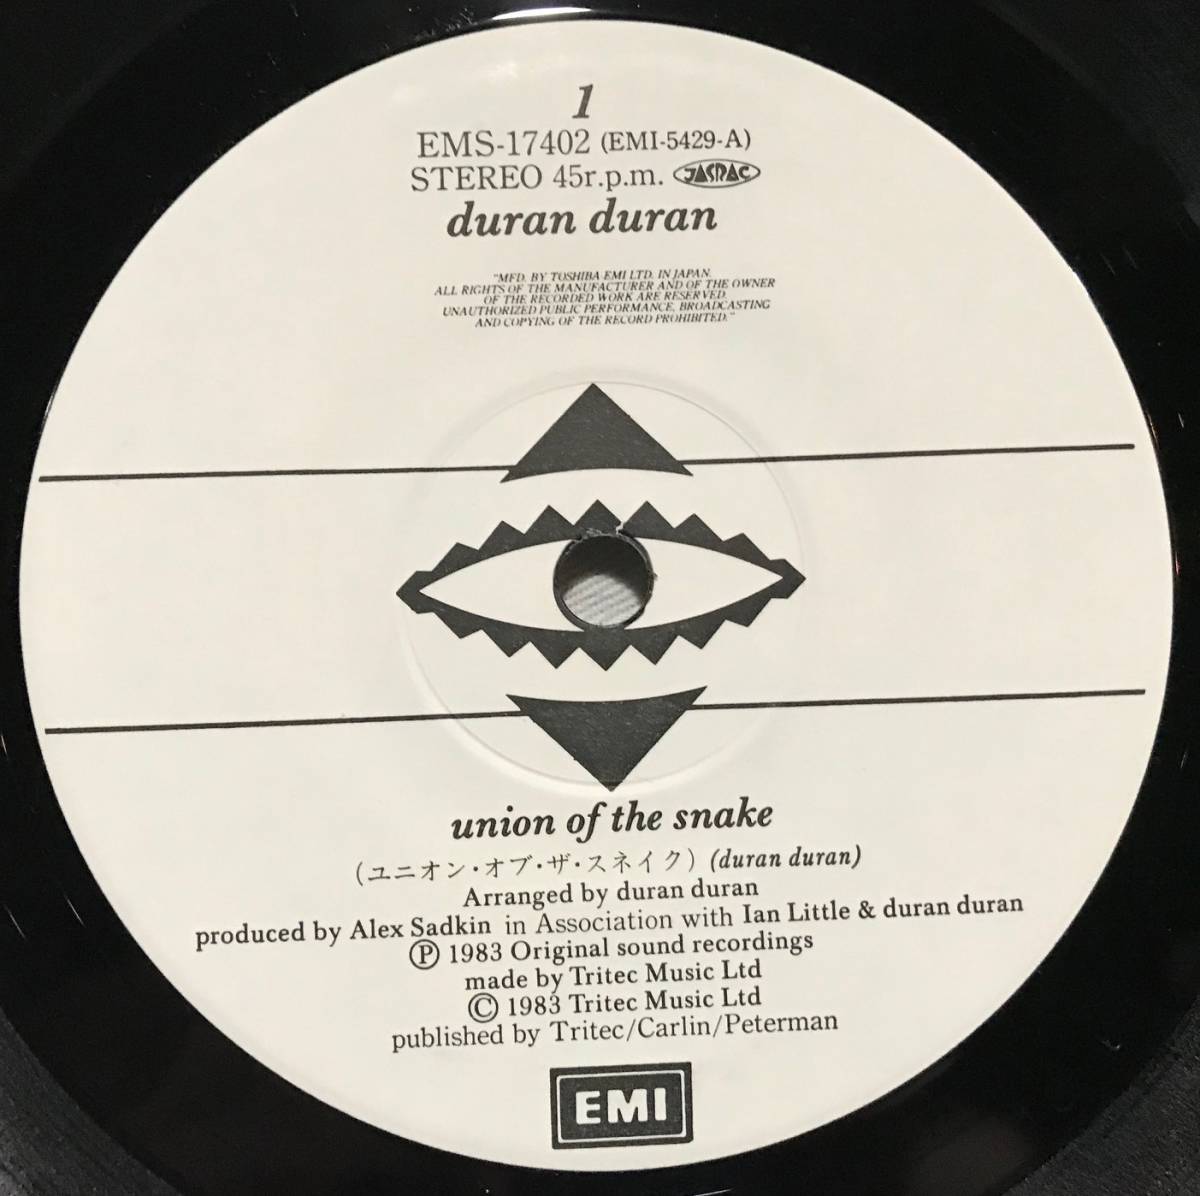 1
EMS-17402 (EMI-5429-A)
STEREO 45r.p.m. JASRAC
duran duran
"MFD. BY TOSHIBA EMI LTD. IN JAPAN.
ALL RIGHTS OF THE MANUFACTURER AND OF THE OWNER
OF THE RECORDED WORK ARE RESERVED.
UNAUTHORIZED PUBLIC PERFORMANCE, BROADCASTING
AND COPYING OF THE RECORD PROHIBITED."
union of the snake
(ユニオン・オブ・ザ・スネイク) (duran duran)
Arranged by duran duran
produced by Alex Sadkin in Association with Ian Little & duran duran
Ⓟ 1983 Original sound recordings
made by Tritec Music Ltd
© 1983 Tritec Music Ltd
published by Tritec/Carlin/Peterman
EMI